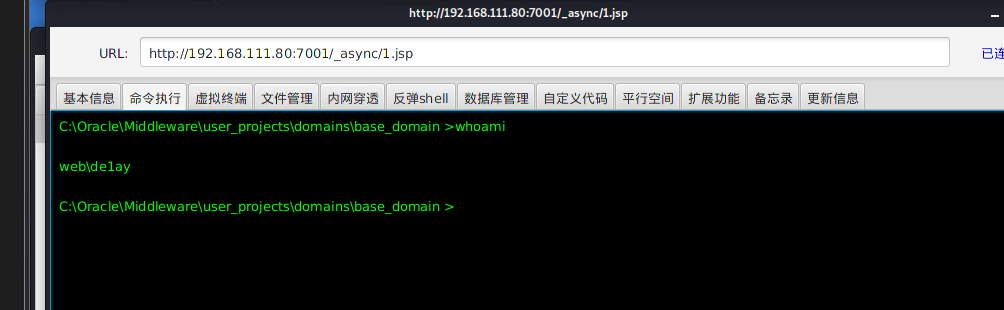 http://192.168.111.80:7001/_async/1.jsp
URL: http://192.168.111.80:7001/_async/1.jsp 已连
基本信息 命令执行 虚拟终端 文件管理 内网穿透 反弹shell 数据库管理 自定义代码 平行空间 扩展功能 备忘录 更新信息
C:\Oracle\Middleware\user_projects\domains\base_domain >whoami
web\de1ay
C:\Oracle\Middleware\user_projects\domains\base_domain >